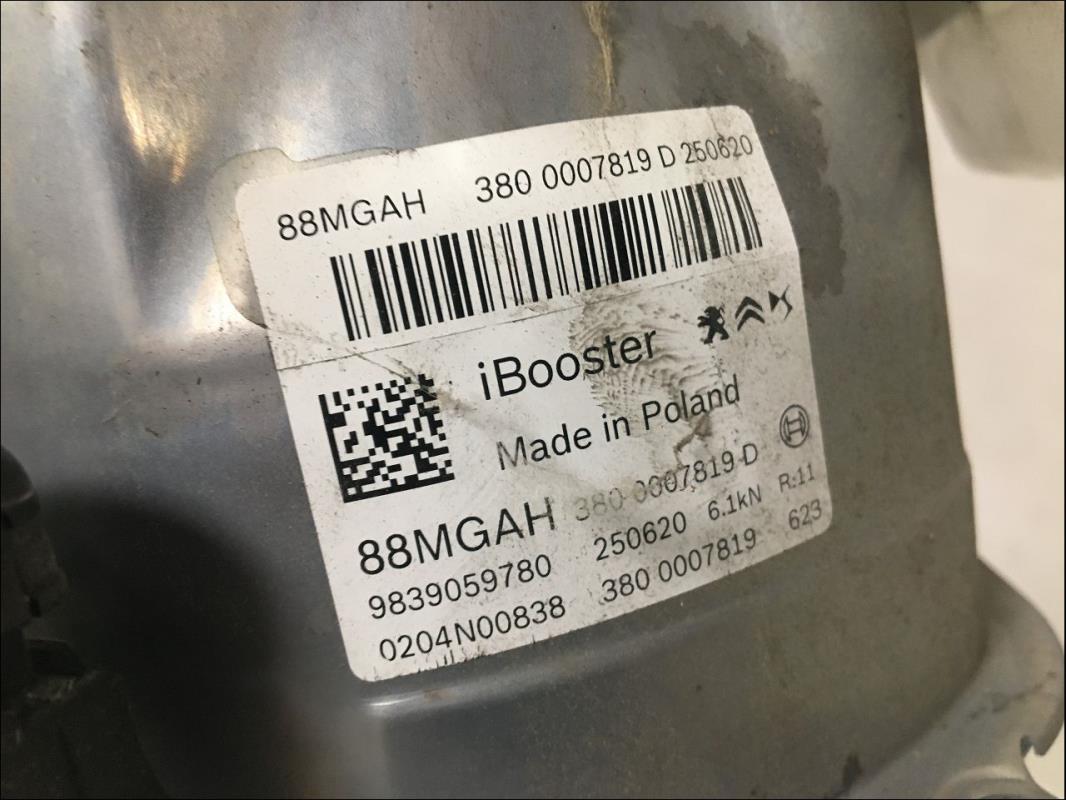 88MGAH 380 0007819 D 250620
iBooster
Made in Poland
88MGAH 380 0007819 D
9839059780 250620 6.1kN R:11
0204N00838 380 0007819 623